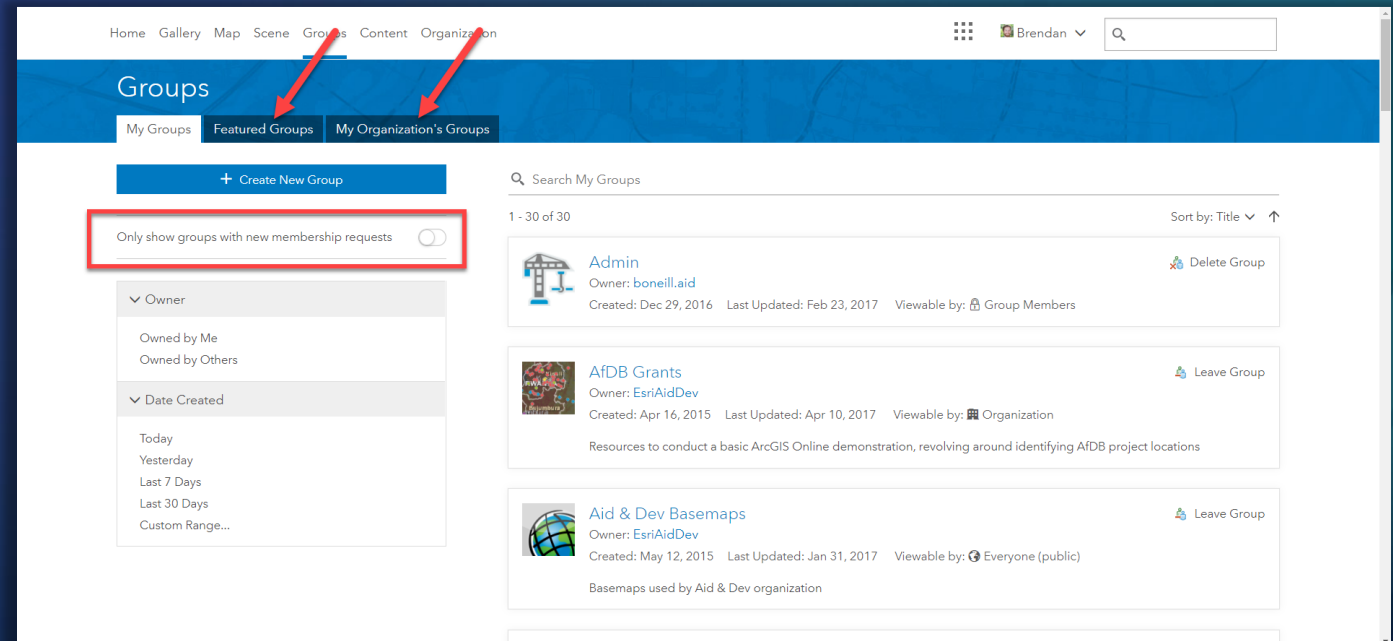 Home Gallery Map Scene Groups Content Organization Brendan
Groups
My Groups Featured Groups My Organization's Groups
+ Create New Group
Search My Groups
1 - 30 of 30 Sort by: Title
Only show groups with new membership requests
Owner
Owned by Me
Owned by Others
Date Created
Today
Yesterday
Last 7 Days
Last 30 Days
Custom Range...
Admin Delete Group
Owner: boneill.aid
Created: Dec 29, 2016 Last Updated: Feb 23, 2017 Viewable by: Group Members
AfDB Grants Leave Group
Owner: EsriAidDev
Created: Apr 16, 2015 Last Updated: Apr 10, 2017 Viewable by: Organization
Resources to conduct a basic ArcGIS Online demonstration, revolving around identifying AfDB project locations
Aid & Dev Basemaps Leave Group
Owner: EsriAidDev
Created: May 12, 2015 Last Updated: Jan 31, 2017 Viewable by: Everyone (public)
Basemaps used by Aid & Dev organization